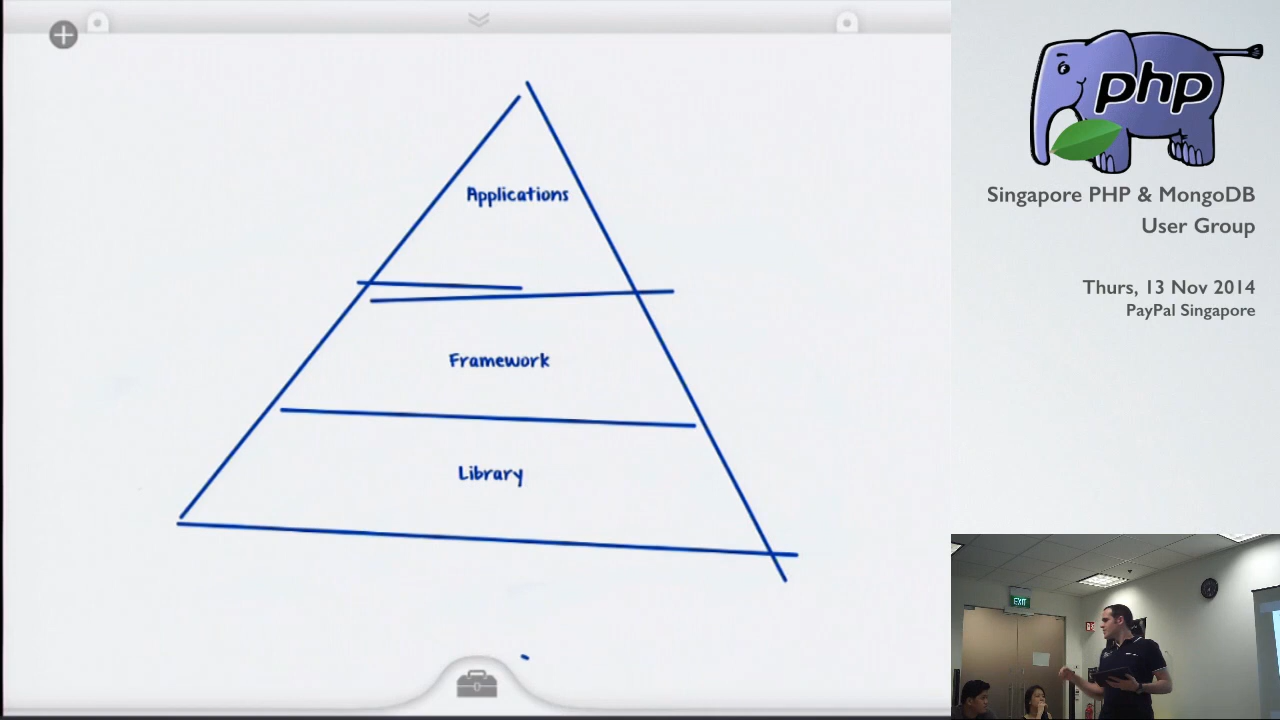 Applications
Framework
Library
php
Singapore PHP & MongoDB
User Group
Thurs, 13 Nov 2014
PayPal Singapore
EXIT